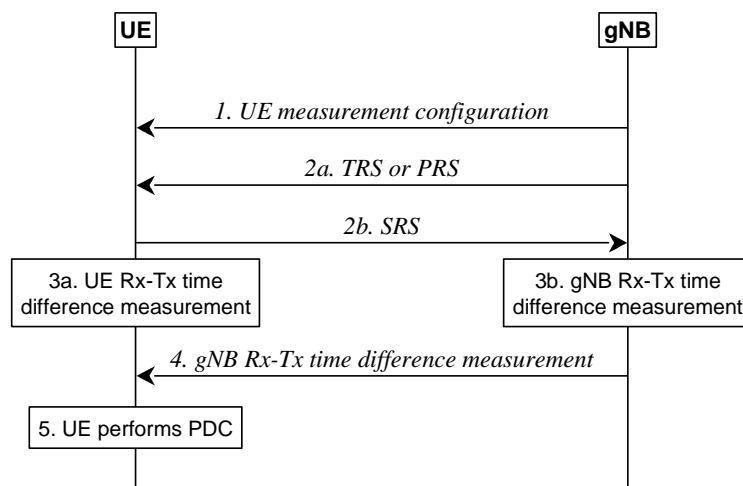 UE
gNB
1. UE measurement configuration
2a. TRS or PRS
2b. SRS
3a. UE Rx-Tx time
difference measurement
3b. gNB Rx-Tx time
difference measurement
4. gNB Rx-Tx time difference measurement
5. UE performs PDC